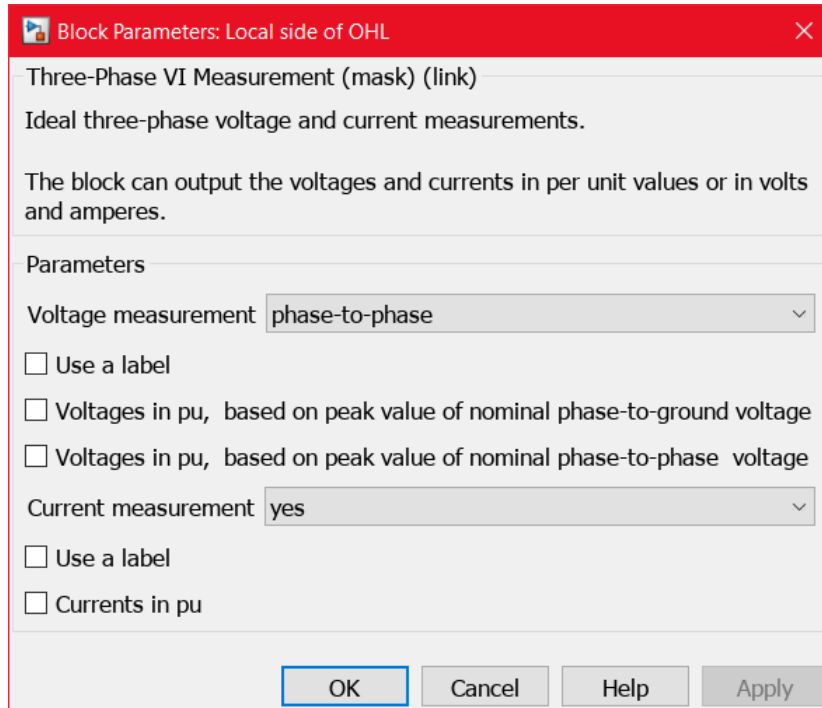 Block Parameters: Local side of OHL
Three-Phase VI Measurement (mask) (link)
Ideal three-phase voltage and current measurements.
The block can output the voltages and currents in per unit values or in volts
and amperes.
Parameters
Voltage measurement phase-to-phase
Use a label
Voltages in pu, based on peak value of nominal phase-to-ground voltage
Voltages in pu, based on peak value of nominal phase-to-phase voltage
Current measurement yes
Use a label
Currents in pu
OK Cancel Help Apply